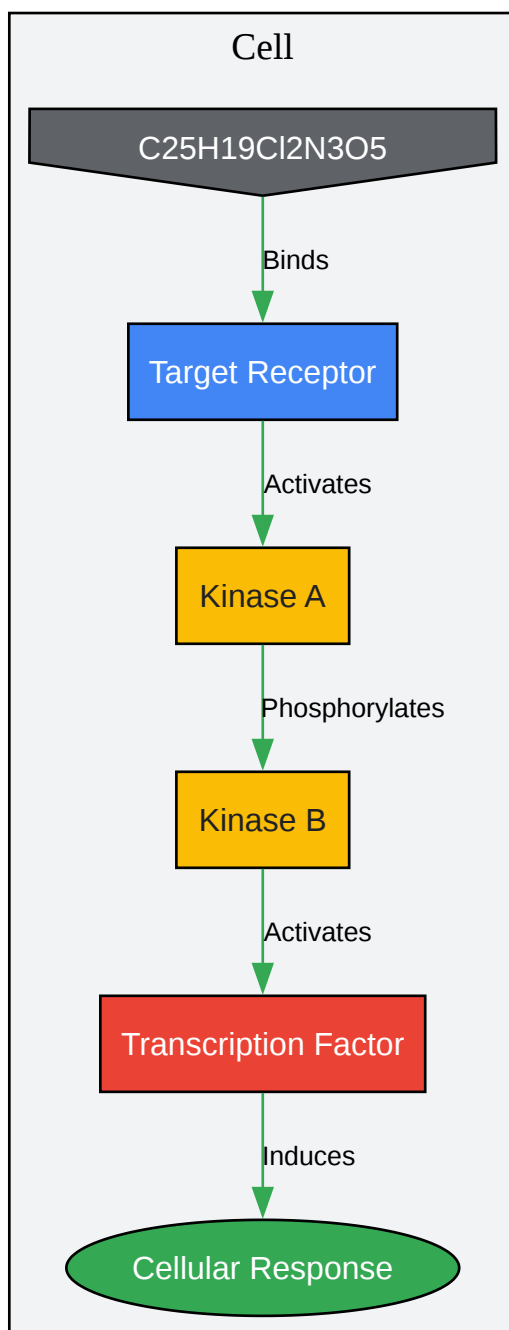 Cell
C25H19Cl2N3O5
Binds
Target Receptor
Activates
Kinase A
Phosphorylates
Kinase B
Activates
Transcription Factor
Induces
Cellular Response